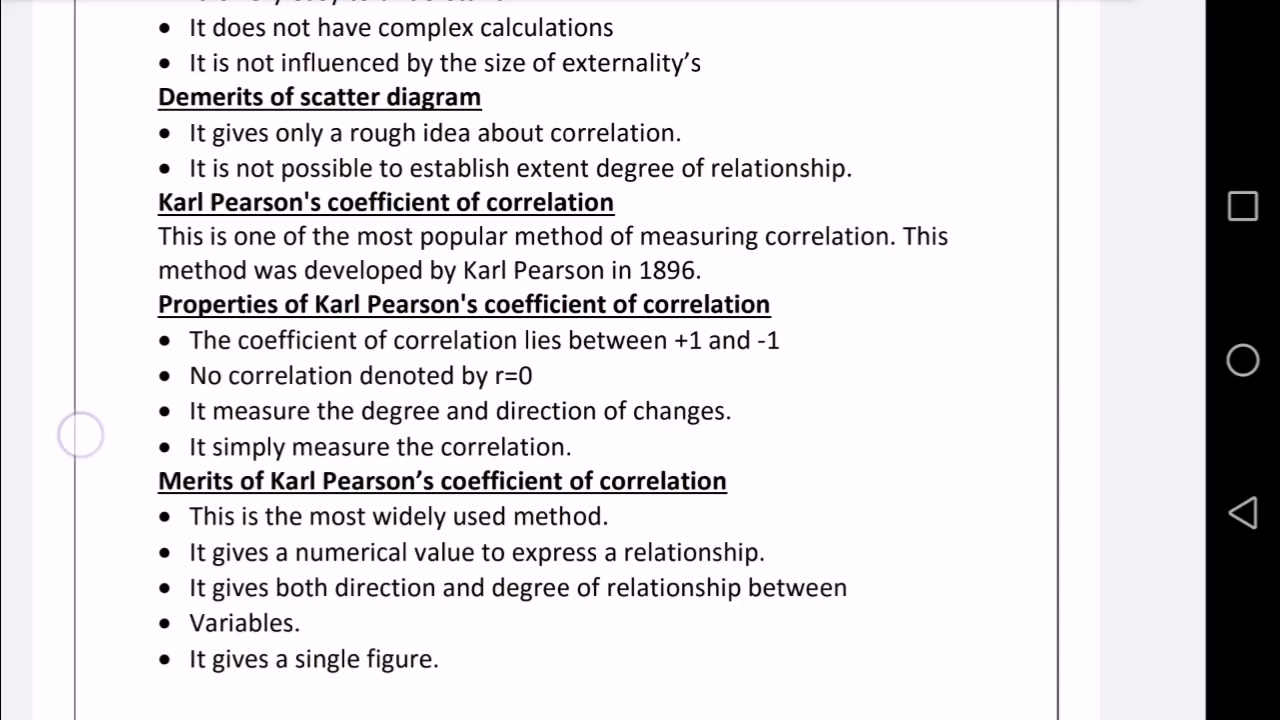 • It does not have complex calculations
• It is not influenced by the size of externality’s
Demerits of scatter diagram
• It gives only a rough idea about correlation.
• It is not possible to establish extent degree of relationship.
Karl Pearson's coefficient of correlation
This is one of the most popular method of measuring correlation. This
method was developed by Karl Pearson in 1896.
Properties of Karl Pearson's coefficient of correlation
• The coefficient of correlation lies between +1 and -1
• No correlation denoted by r=0
• It measure the degree and direction of changes.
• It simply measure the correlation.
Merits of Karl Pearson’s coefficient of correlation
• This is the most widely used method.
• It gives a numerical value to express a relationship.
• It gives both direction and degree of relationship between
• Variables.
• It gives a single figure.